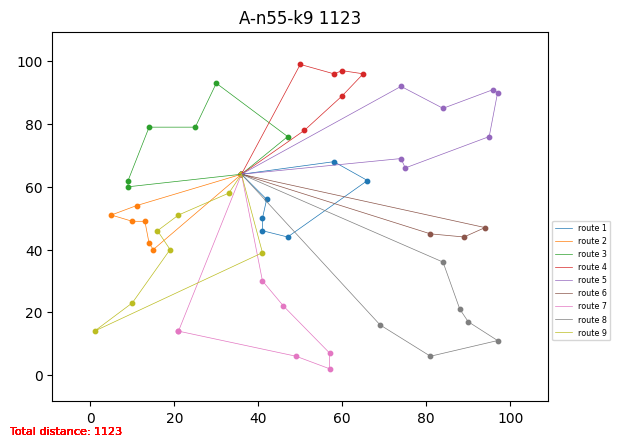 A-n55-k9 1123
100
80
60
40
20
0
0 20 40 60 80 100
route 1
route 2
route 3
route 4
route 5
route 6
route 7
route 8
route 9
Total distance: 1123